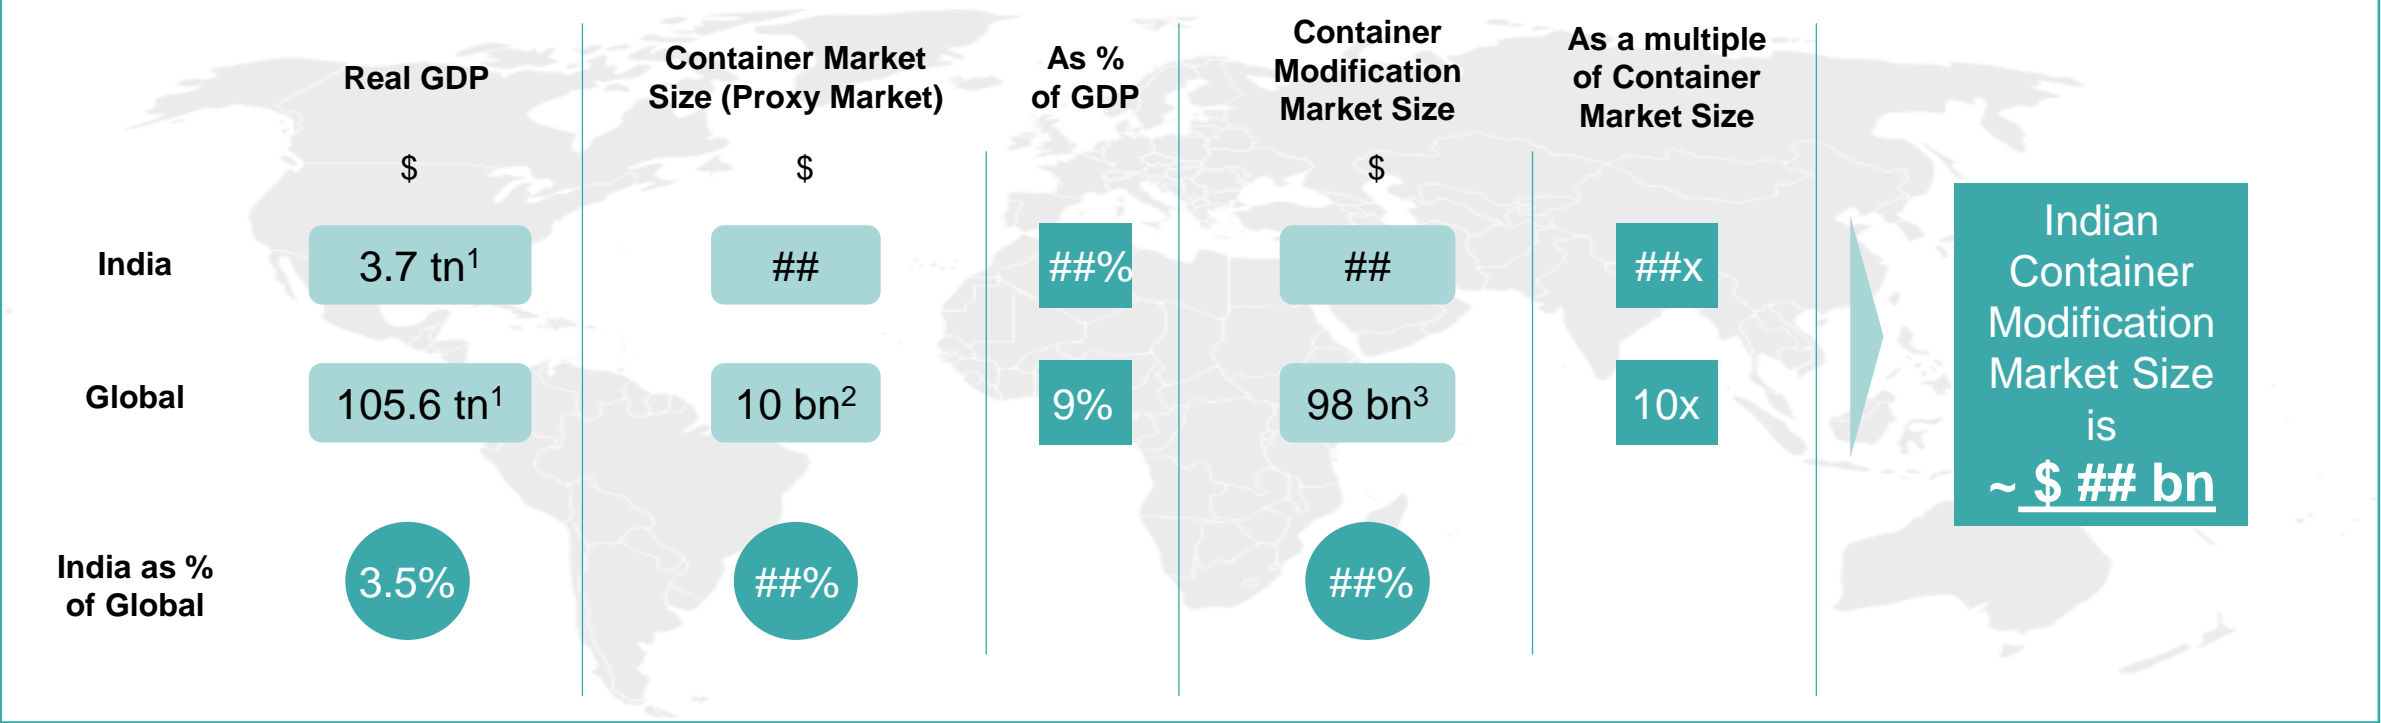 Real GDP
Container Market
Size (Proxy Market)
As %
of GDP
Container
Modification
Market Size
As a multiple
of Container
Market Size
$
$
$
India
3.7 tn¹
##
##%
##
##x
Global
105.6 tn¹
10 bn²
9%
98 bn³
10x
India as %
of Global
3.5%
##%
##%
Indian
Container
Modification
Market Size
is
~ $ ## bn